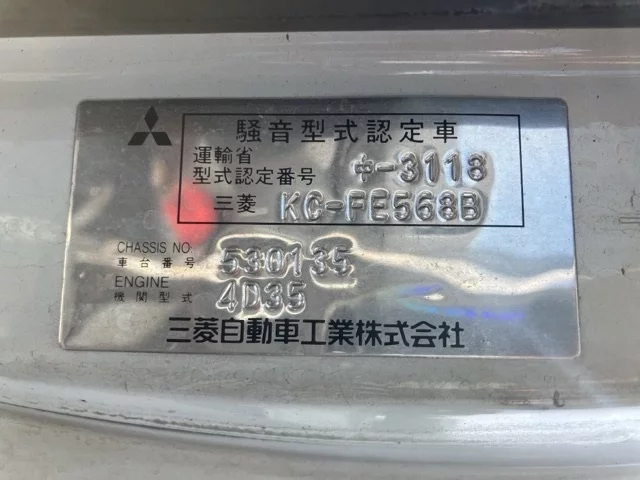 騒音型式認定車
運輸省
型式認定番号 ヰ-3118
三菱 KC-FE568B
CHASSIS NO.
車台番号 530135
ENGINE
機関型式 4D35
三菱自動車工業株式会社